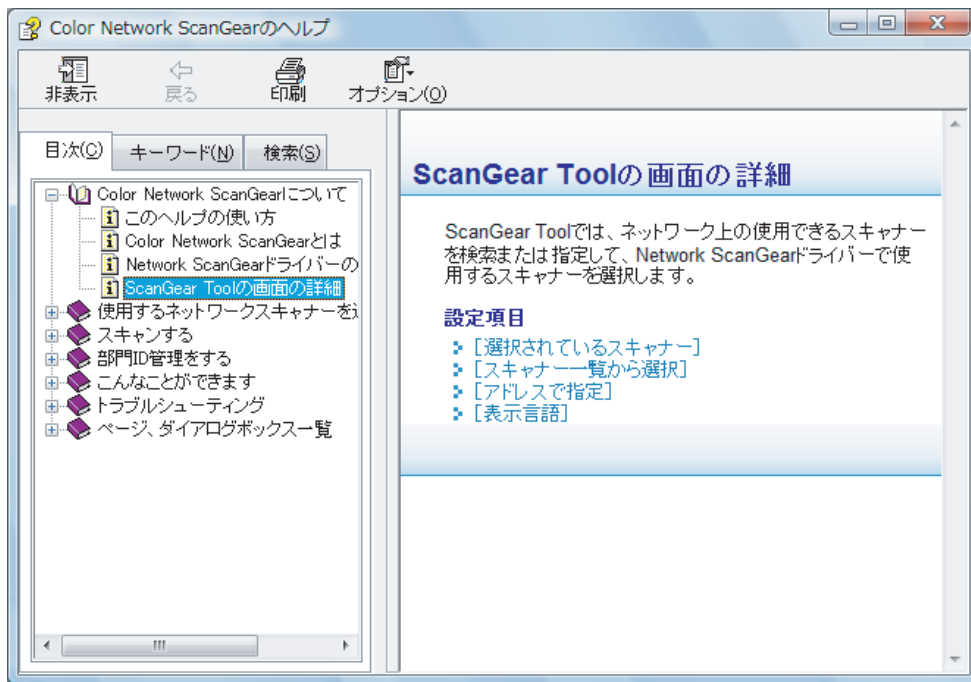 Color Network ScanGearのヘルプ
非表示
戻る
印刷
オプション(O)
目次(C)
キーワード(N)
検索(S)
Color Network ScanGearについて
このヘルプの使い方
Color Network ScanGearとは
Network ScanGearドライバーの
ScanGear Toolの画面の詳細
使用するネットワークスキャナーを
スキャンする
部門ID管理をする
こんなことができます
トラブルシューティング
ページ、ダイアログボックス一覧
ScanGear Toolの画面の詳細
ScanGear Toolでは、ネットワーク上の使用できるスキャナー
を検索または指定して、Network ScanGearドライバーで使
用するスキャナーを選択します。
設定項目
[選択されているスキャナー]
[スキャナー一覧から選択]
[アドレスで指定]
[表示言語]